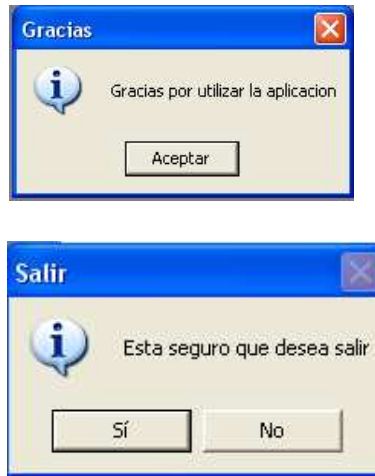 Gracias
Gracias por utilizar la aplicacion
Aceptar
Salir
Esta seguro que desea salir
Sí
No